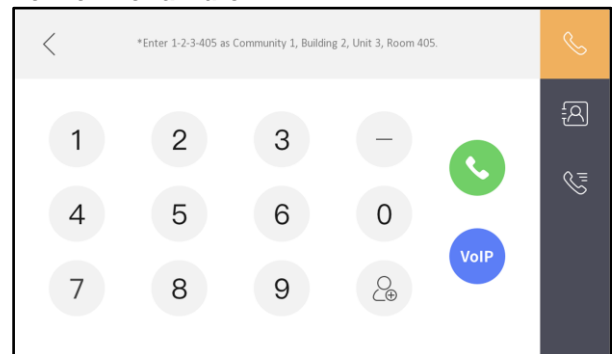 *Enter 1-2-3-405 as Community 1, Building 2, Unit 3, Room 405.
1 2 3 —
4 5 6 0
VoIP
7 8 9